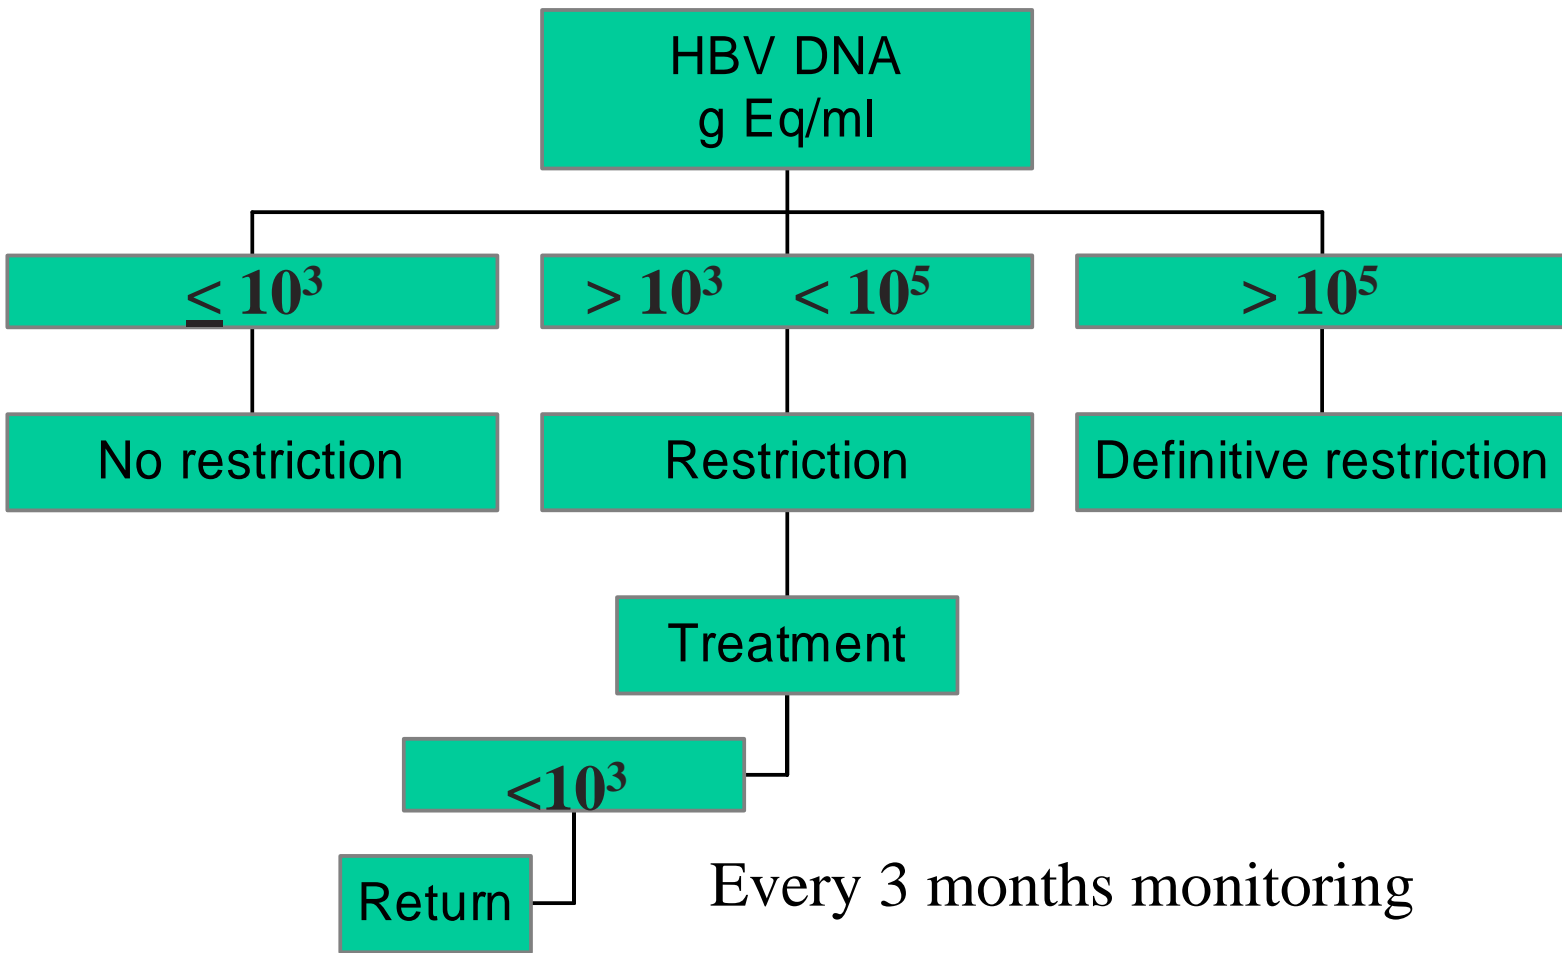 HBV DNA
g Eq/ml
≤ 10³
> 10³ < 10⁵
> 10⁵
No restriction
Restriction
Definitive restriction
Treatment
<10³
Return
Every 3 months monitoring